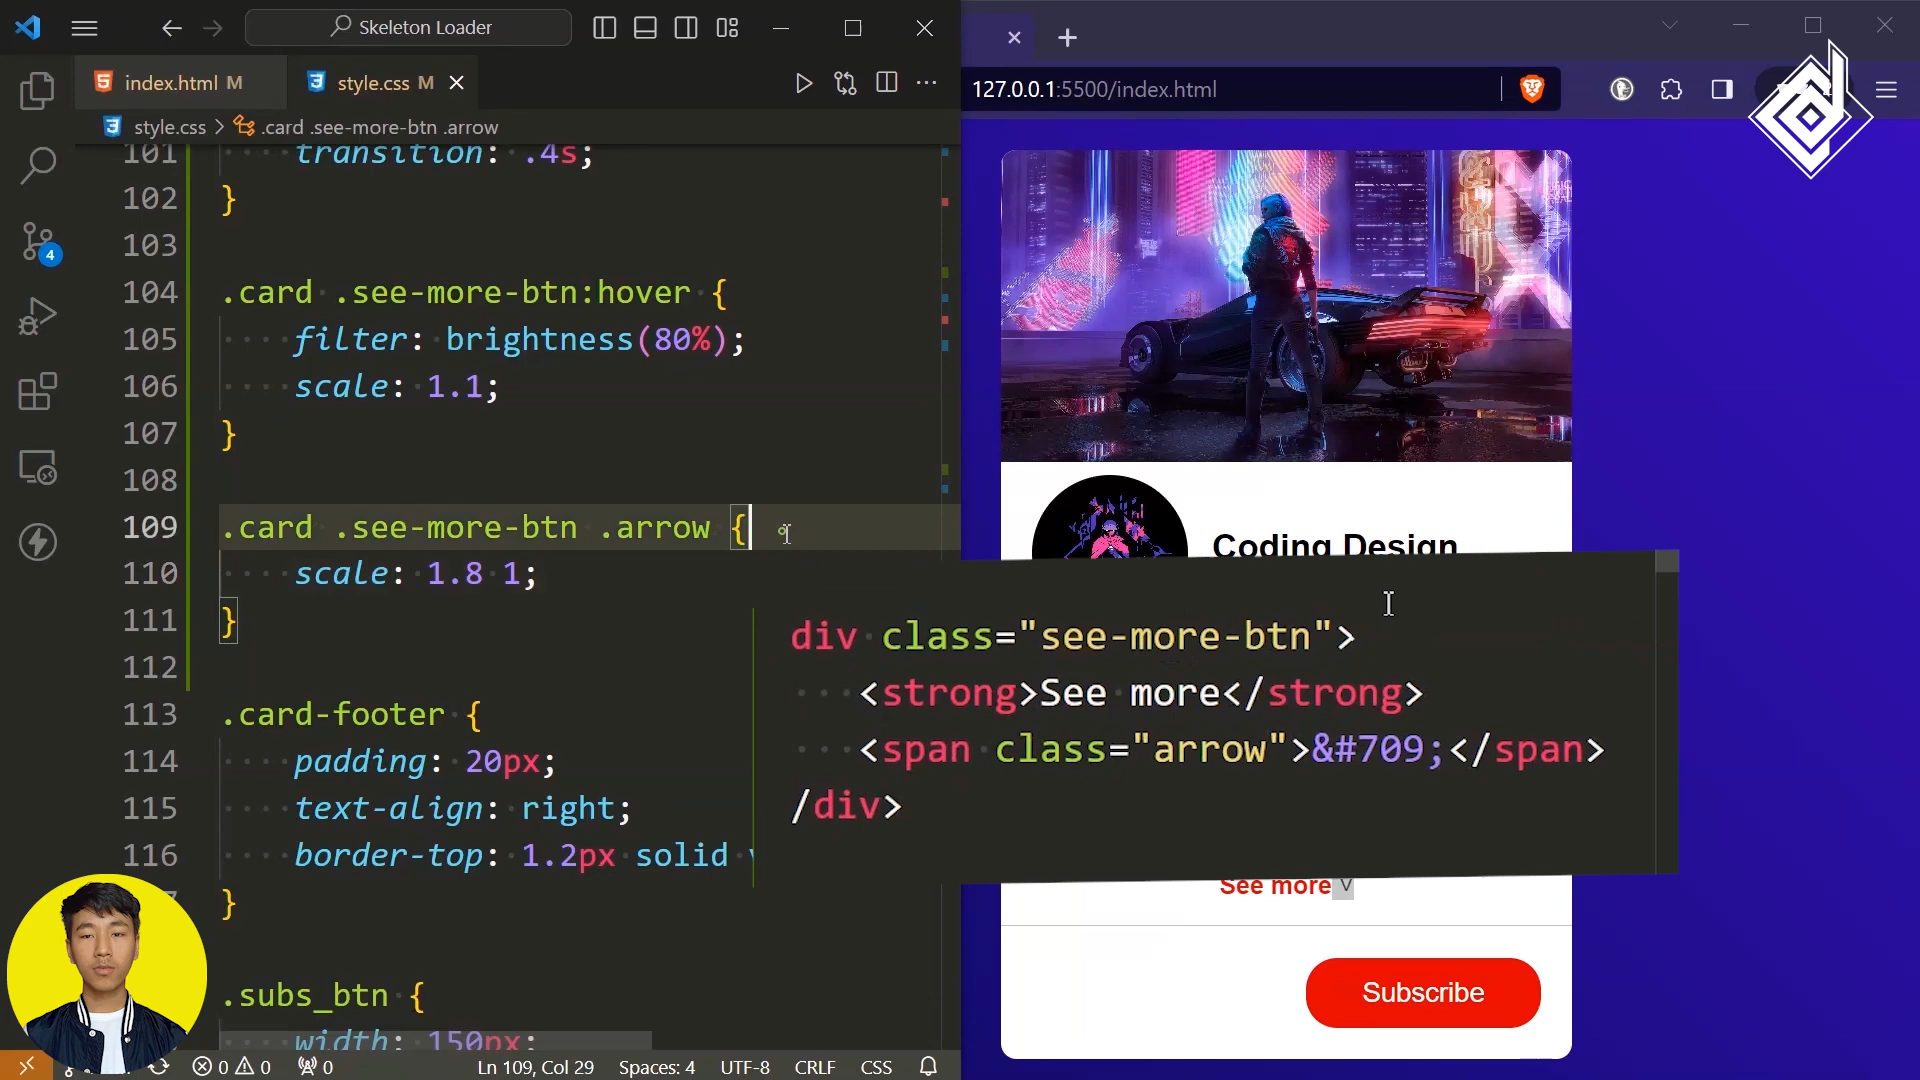 Skeleton Loader
index.html M
style.css M
127.0.0.1:5500/index.html
style.css > .card .see-more-btn .arrow
101 transition: .4s;
102 }
103
104 .card .see-more-btn:hover {
105 filter: brightness(80%);
106 scale: 1.1;
107 }
108
109 .card .see-more-btn .arrow {
110 scale: 1.8 1;
111 }
112
113 .card-footer {
114 padding: 20px;
115 text-align: right;
116 border-top: 1.2px solid
}
.subs_btn {
width: 150px;
4
Coding Design
div class="see-more-btn">
<strong>See more</strong>
<span class="arrow">&#709;</span>
/div>
See more ˅
Subscribe
0 0 0
Ln 109, Col 29
Spaces: 4
UTF-8
CRLF
CSS